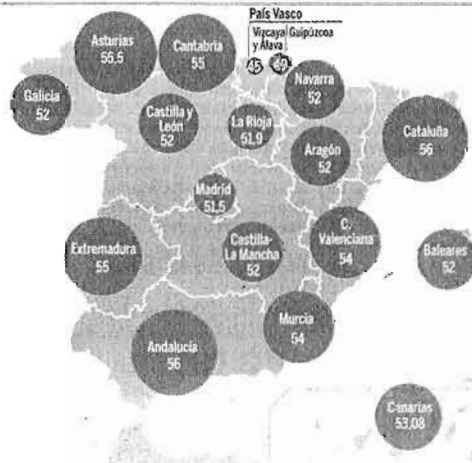 País Vasco
Vizcaya
y Álava
Guipúzcoa
45
49
Asturias
55,5
Cantabria
55
Navarra
52
Galicia
52
Castilla y
León
52
La Rioja
51,9
Aragón
52
Cataluña
56
Madrid
51,5
Extremadura
55
Castilla-
La Mancha
52
C.
Valenciana
54
Baleares
52
Andalucía
56
Murcia
54
Canarias
53,08